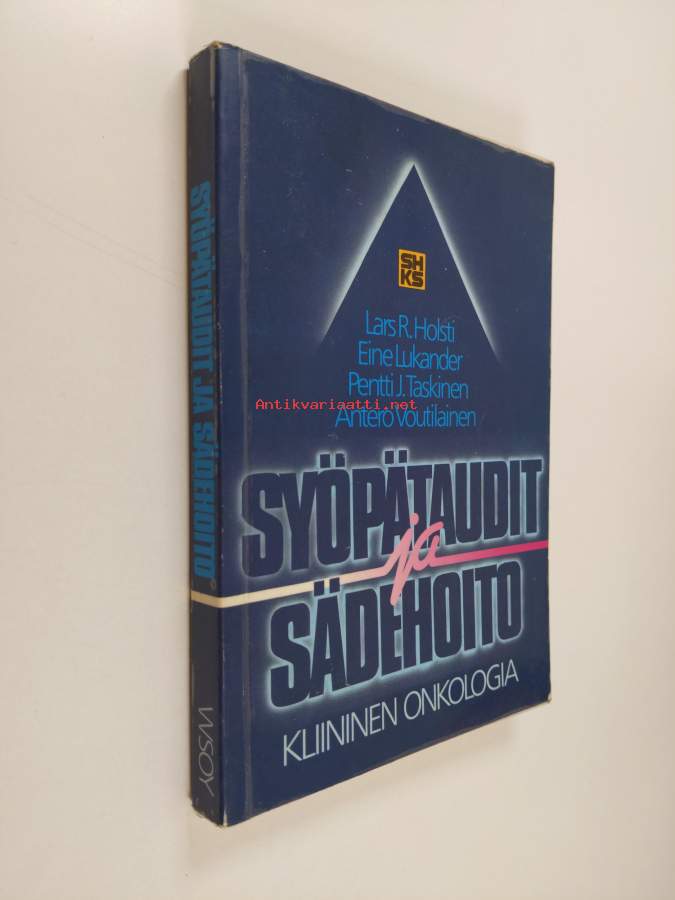 SH
KS
Lars R. Holsti
Eine Lukander
Pentti J. Taskinen
Antikvariaatti.net
Antero Voutilainen
SYÖPÄTAUDIT
ja
SÄDEHOITO
KLIININEN ONKOLOGIA
SYÖPÄTAUDIT JA SÄDEHOITO
WSOY